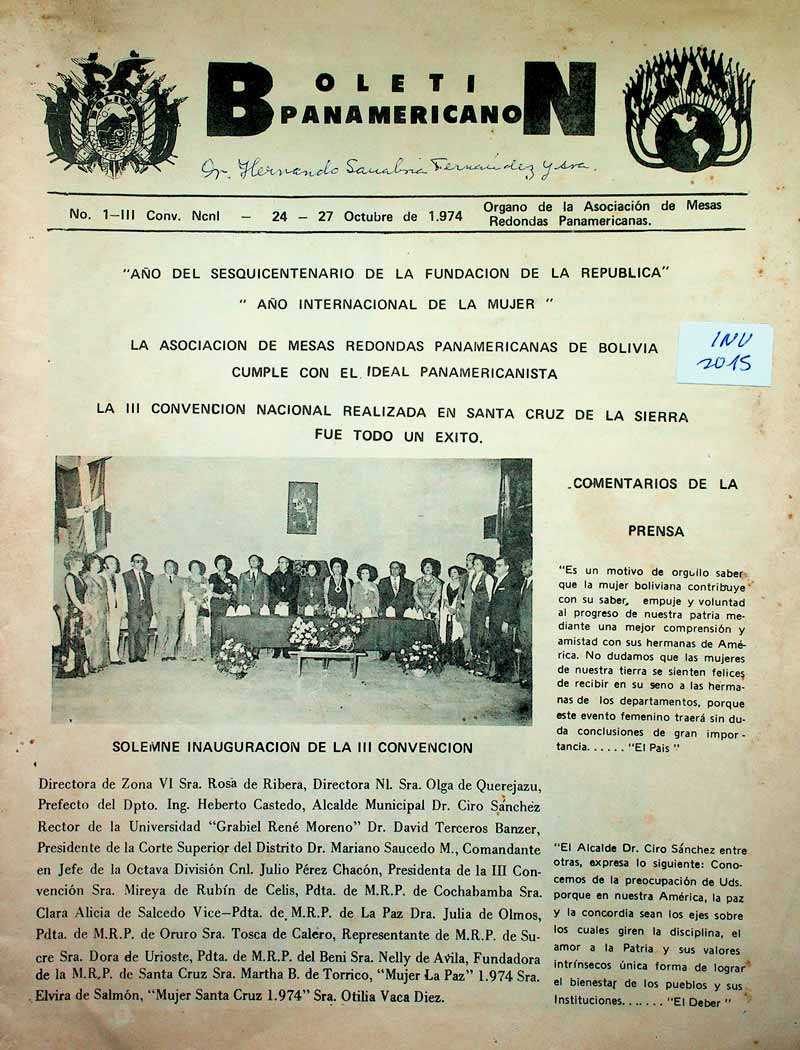 BOLIVIA
BOLETIN
PANAMERICANO
Dr. Hernando Sanabria Fernández y sra.
No. 1-III Conv. Ncnl - 24 - 27 Octubre de 1.974
Organo de la Asociación de Mesas
Redondas Panamericanas.
"AÑO DEL SESQUICENTENARIO DE LA FUNDACION DE LA REPUBLICA"
" AÑO INTERNACIONAL DE LA MUJER "
LA ASOCIACION DE MESAS REDONDAS PANAMERICANAS DE BOLIVIA
CUMPLE CON EL IDEAL PANAMERICANISTA
INV
2015
LA III CONVENCION NACIONAL REALIZADA EN SANTA CRUZ DE LA SIERRA
FUE TODO UN EXITO.
SOLEMNE INAUGURACION DE LA III CONVENCION
Directora de Zona VI Sra. Rosa de Ribera, Directora Nl. Sra. Olga de Querejazu,
Prefecto del Dpto. Ing. Heberto Castedo, Alcalde Municipal Dr. Ciro Sánchez
Rector de la Universidad "Grabiel René Moreno" Dr. David Terceros Banzer,
Presidente de la Corte Superior del Distrito Dr. Mariano Saucedo M., Comandante
en Jefe de la Octava División Cnl. Julio Pérez Chacón, Presidenta de la III Con-
vención Sra. Mireya de Rubín de Celis, Pdta. de M.R.P. de Cochabamba Sra.
Clara Alicia de Salcedo Vice-Pdta. de M.R.P. de La Paz Dra. Julia de Olmos,
Pdta. de M.R.P. de Oruro Sra. Tosca de Calero, Representante de M.R.P. de Su-
cre Sra. Dora de Urioste, Pdta. de M.R.P. del Beni Sra. Nelly de Avila, Fundadora
de la M.R.P. de Santa Cruz Sra. Martha B. de Torrico, "Mujer La Paz" 1.974 Sra.
Elvira de Salmón, "Mujer Santa Cruz 1.974" Sra. Otilia Vaca Diez.
COMENTARIOS DE LA
PRENSA
"Es un motivo de orgullo saber
que la mujer boliviana contribuye
con su saber, empuje y voluntad
al progreso de nuestra patria me-
diante una mejor comprensión y
amistad con sus hermanas de Amé-
rica. No dudamos que las mujeres
de nuestra tierra se sienten felices
de recibir en su seno a las herma-
nas de los departamentos, porque
este evento femenino traerá sin du-
da conclusiones de gran impor-
tancia...... "El Pais"
"El Alcalde Dr. Ciro Sánchez entre
otras, expresa lo siguiente: Cono-
cemos de la preocupación de Uds.
porque en nuestra América, la paz
y la concordia sean los ejes sobre
los cuales giren la disciplina, el
amor a la Patria y sus valores
intrínsecos única forma de lograr
el bienestar de los pueblos y sus
Instituciones....... "El Deber"